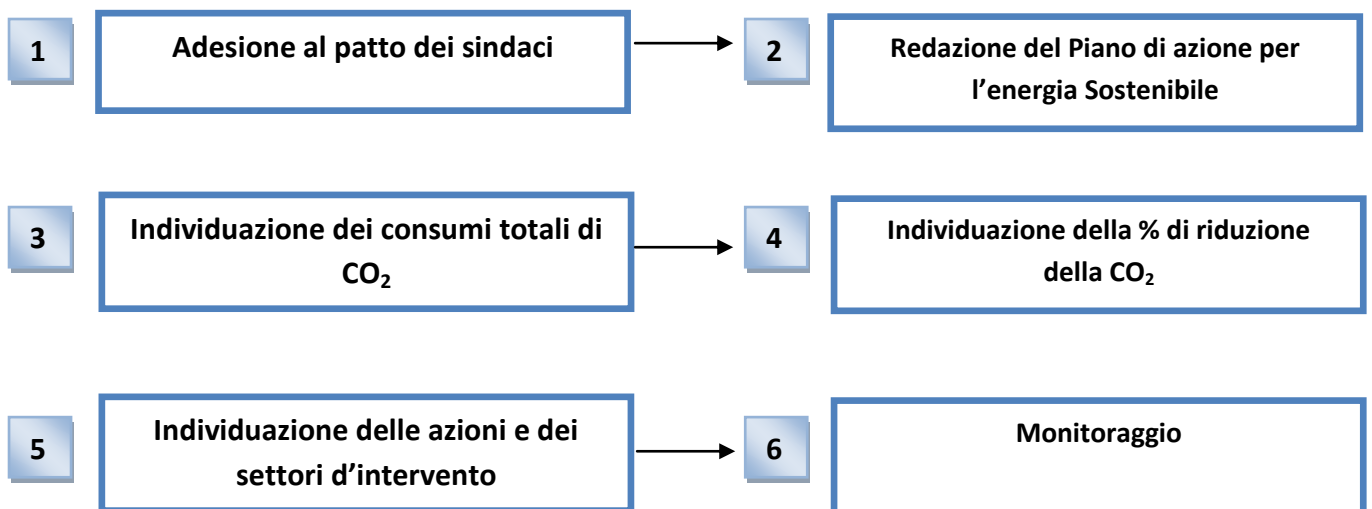 1
Adesione al patto dei sindaci
2
Redazione del Piano di azione per
l’energia Sostenibile
3
Individuazione dei consumi totali di
CO₂
4
Individuazione della % di riduzione
della CO₂
5
Individuazione delle azioni e dei
settori d’intervento
6
Monitoraggio